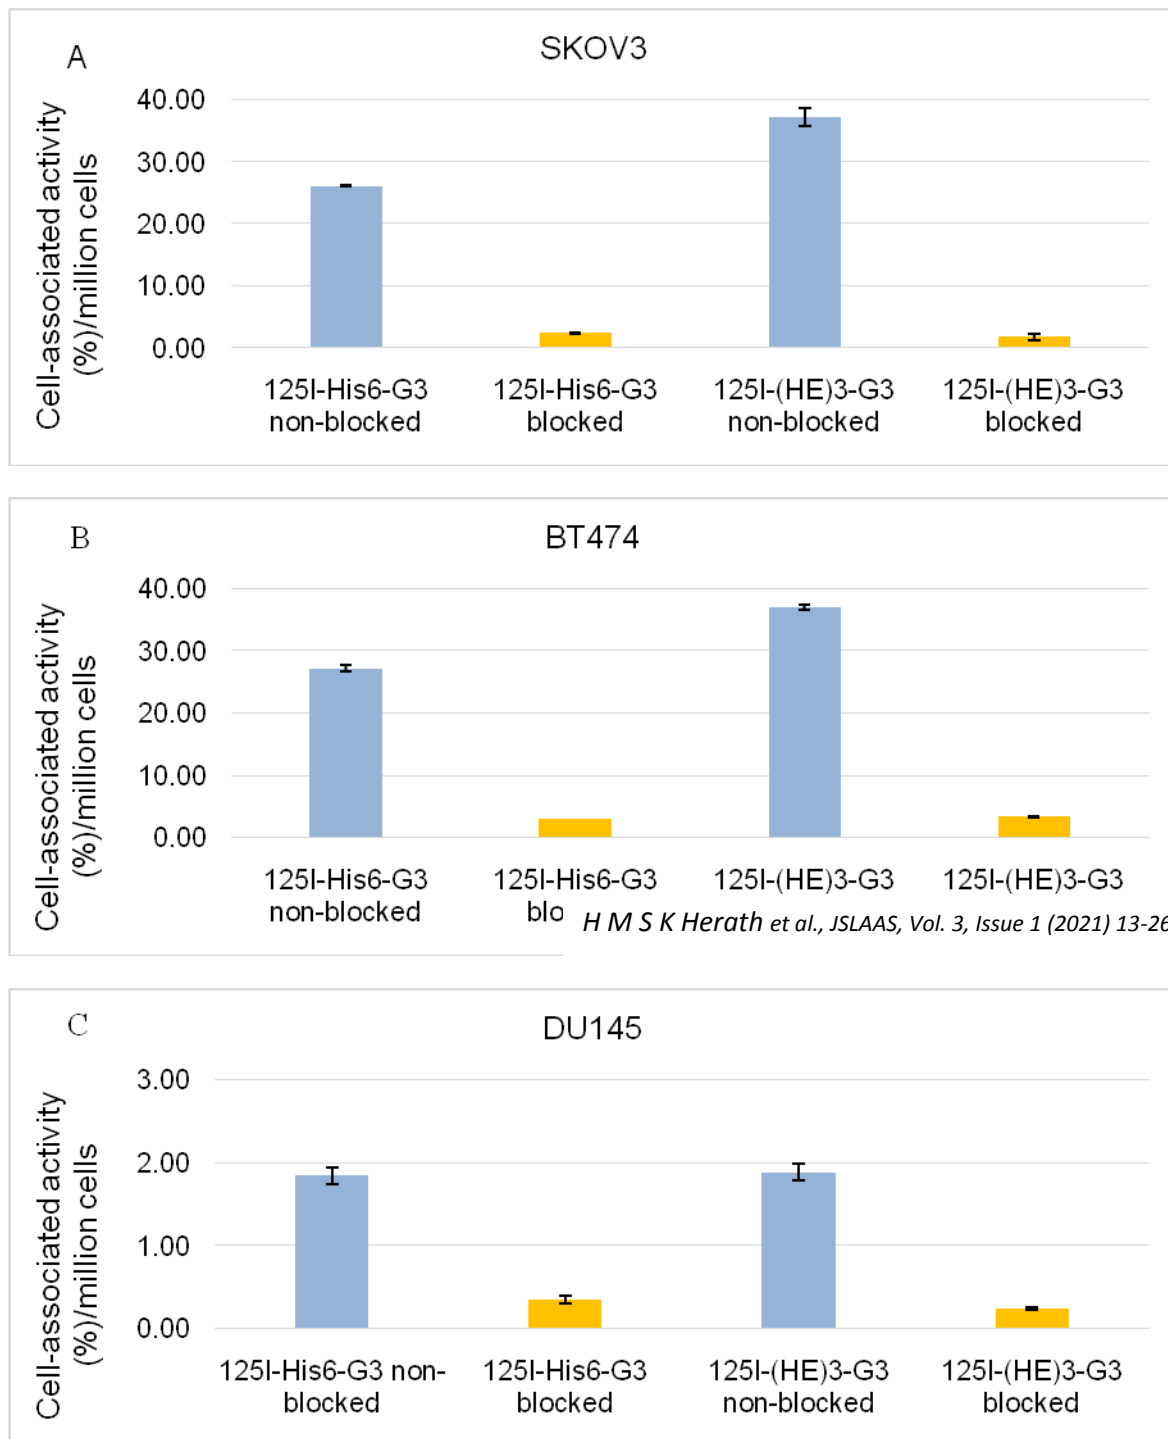 A
SKOV3
Cell-associated activity
(%)/million cells
40.00
30.00
20.00
10.00
0.00
125I-His6-G3
non-blocked
125I-His6-G3
blocked
125I-(HE)3-G3
non-blocked
125I-(HE)3-G3
blocked
B
BT474
Cell-associated activity
(%)/million cells
40.00
30.00
20.00
10.00
0.00
125I-His6-G3
non-blocked
125I-His6-G3
blo
125I-(HE)3-G3
125I-(HE)3-G3
H M S K Herath et al., JSLAAS, Vol. 3, Issue 1 (2021) 13-26
C
DU145
Cell-associated activity
(%)/million cells
3.00
2.00
1.00
0.00
125I-His6-G3 non-
blocked
125I-His6-G3
blocked
125I-(HE)3-G3
non-blocked
125I-(HE)3-G3
blocked